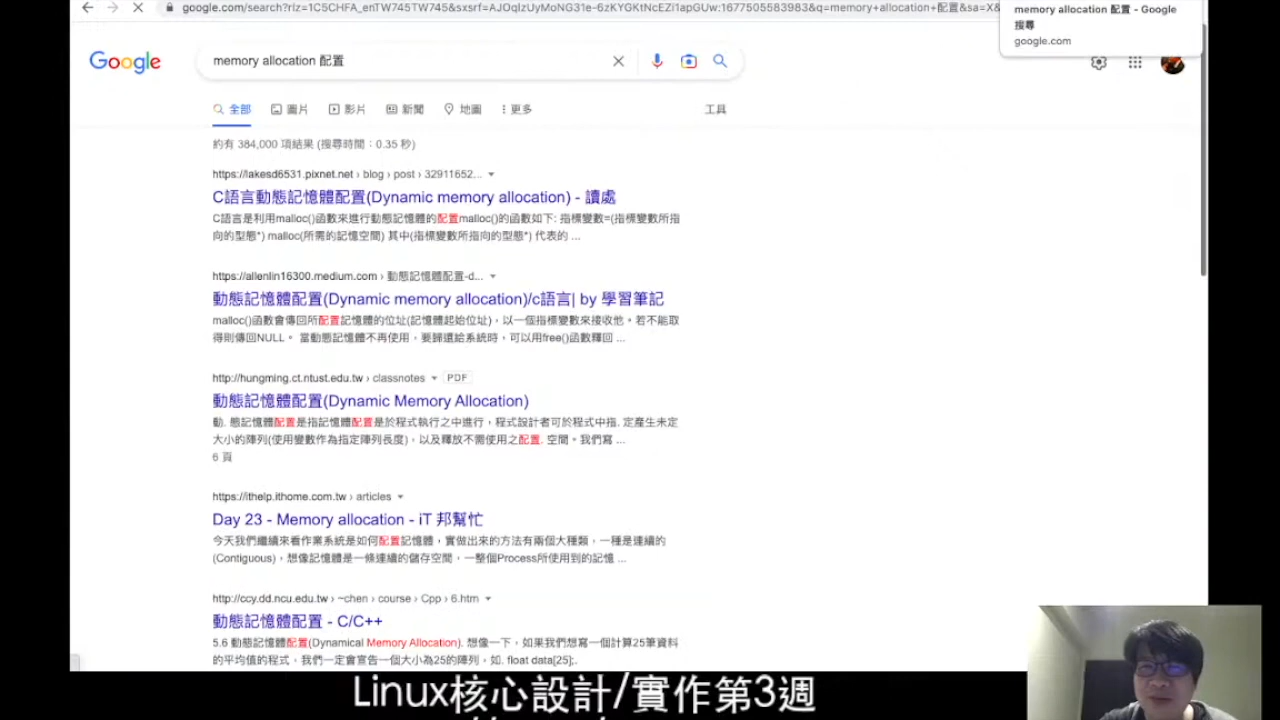 google.com/search?rlz=1C5CHFA_enTW745TW745&sxsrf=AJOqlzUyMoNG31e-6zKYGKtNcEZi1apGUw:1677505583983&q=memory+allocation+配置&sa=X&
memory allocation 配置 - Google
搜尋
google.com
Google
memory allocation 配置
全部 圖片 影片 新聞 地圖 更多 工具
約有 384,000 項結果 (搜尋時間：0.35 秒)
https://lakesd6531.pixnet.net › blog › post › 32911652...
C語言動態記憶體配置(Dynamic memory allocation) - 讀處
C語言是利用malloc()函數來進行動態記憶體的配置malloc()的函數如下: 指標變數=(指標變數所指
向的型態*) malloc(所需的記憶空間) 其中(指標變數所指向的型態*) 代表的 ...
https://allenlin16300.medium.com › 動態記憶體配置-d...
動態記憶體配置(Dynamic memory allocation)/c語言| by 學習筆記
malloc()函數會傳回所配置記憶體的位址(記憶體起始位址)，以一個指標變數來接收他。若不能取
得則傳回NULL。 當動態記憶體不再使用，要歸還給系統時，可以用free()函數釋回 ...
http://hungming.ct.ntust.edu.tw › classnotes PDF
動態記憶體配置(Dynamic Memory Allocation)
動. 態記憶體配置是指記憶體配置是於程式執行之中進行，程式設計者可於程式中指. 定產生未定
大小的陣列(使用變數作為指定陣列長度)，以及釋放不需使用之配置. 空間。我們寫 ...
6 頁
https://ithelp.ithome.com.tw › articles
Day 23 - Memory allocation - iT 邦幫忙
今天我們繼續來看作業系統是如何配置記憶體，實做出來的方法有兩個大種類，一種是連續的
(Contiguous)，想像記憶體是一條連續的儲存空間，一整個Process所使用到的記憶 ...
http://ccy.dd.ncu.edu.tw › ~chen › course › Cpp › 6.htm
動態記憶體配置 - C/C++
5.6 動態記憶體配置(Dynamical Memory Allocation). 想像一下，如果我們想寫一個計算25筆資料
的平均值的程式，我們一定會宣告一個大小為25的陣列，如. float data[25];.
Linux核心設計/實作第3週